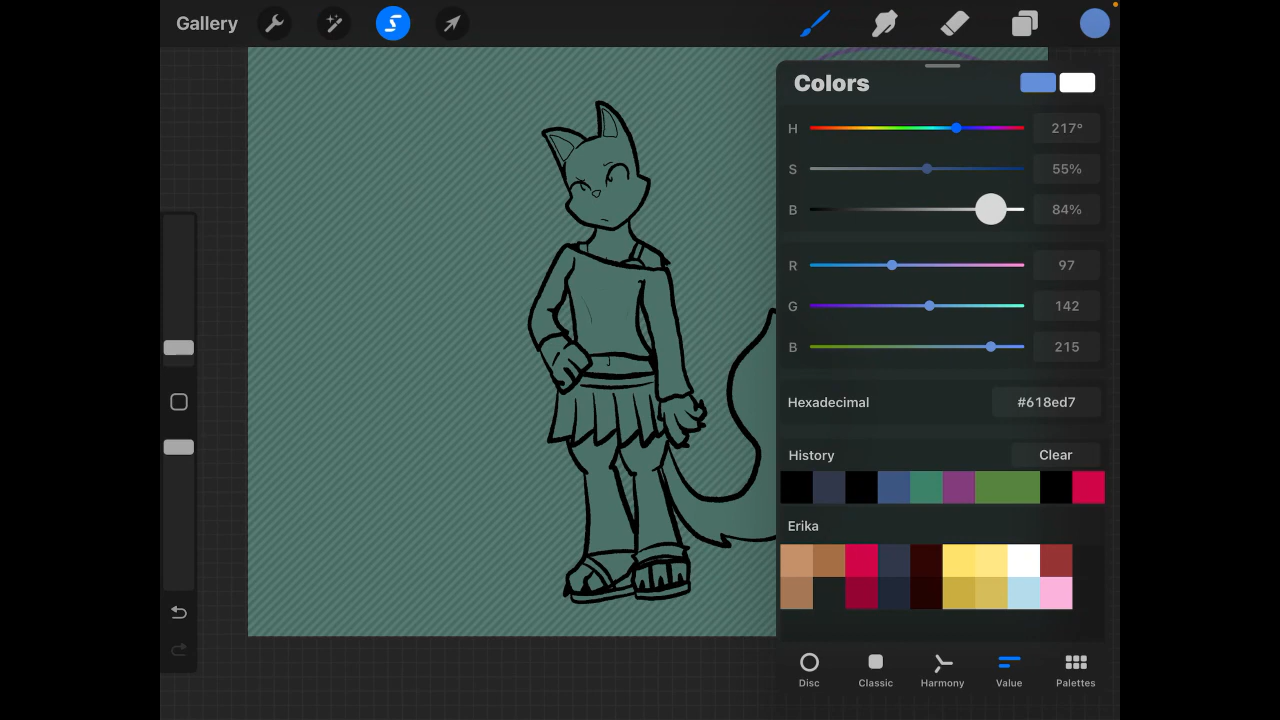 Gallery
Colors
H 217°
S 55%
B 84%
R 97
G 142
B 215
Hexadecimal #618ed7
History Clear
Erika
Disc Classic Harmony Value Palettes